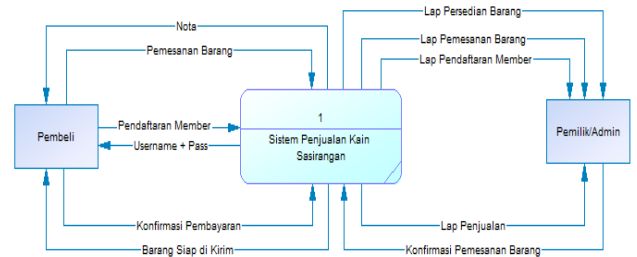 Lap Persedian Barang
Nota
Lap Pemesanan Barang
Pemesanan Barang
Lap Pendaftaran Member
1
Pembeli
Pendaftaran Member
Sistem Penjualan Kain
Sasirangan
Pemilik/Admin
Username + Pass
Konfirmasi Pembayaran
Lap Penjualan
Barang Siap di Kirim
Konfirmasi Pemesanan Barang